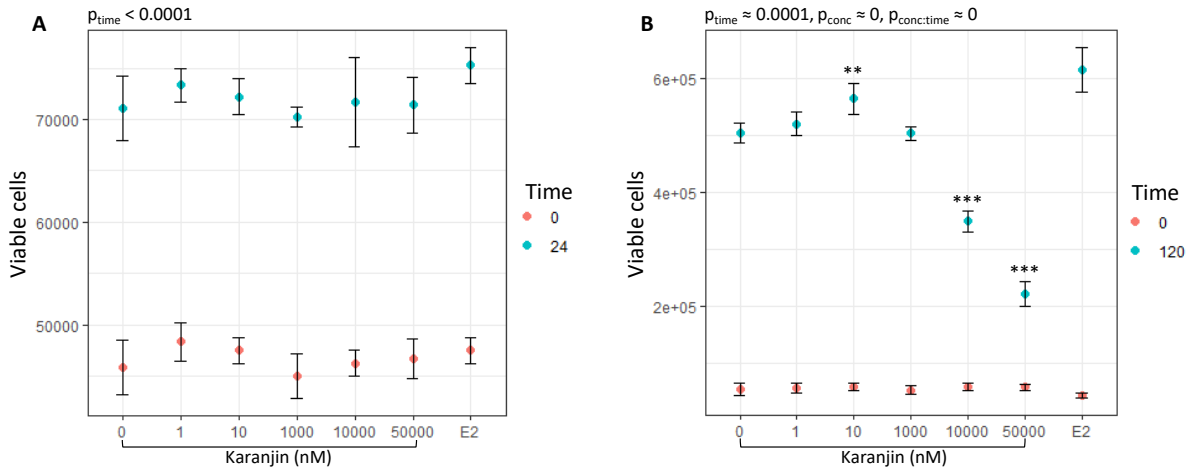 A
p_time < 0.0001
Viable cells
70000
60000
50000
0
1
10
1000
10000
50000
E2
Karanjin (nM)
Time
0
24
B
p_time ≈ 0.0001, p_conc ≈ 0, p_conc:time ≈ 0
Viable cells
6e+05
4e+05
2e+05
**
***
***
0
1
10
1000
10000
50000
E2
Karanjin (nM)
Time
0
120